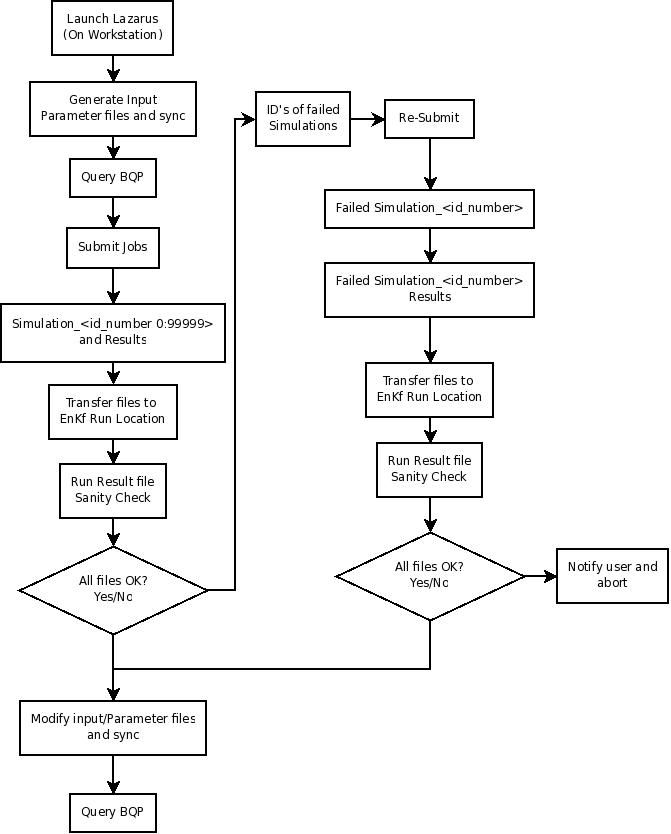 Launch Lazarus
(On Workstation)
Generate Input
Parameter files and sync
Query BQP
Submit Jobs
Simulation_<id_number 0:99999>
and Results
Transfer files to
EnKf Run Location
Run Result file
Sanity Check
All files OK?
Yes/No
ID's of failed
Simulations
Re-Submit
Failed Simulation_<id_number>
Failed Simulation_<id_number>
Results
Transfer files to
EnKf Run Location
Run Result file
Sanity Check
All files OK?
Yes/No
Notify user and
abort
Modify input/Parameter files
and sync
Query BQP